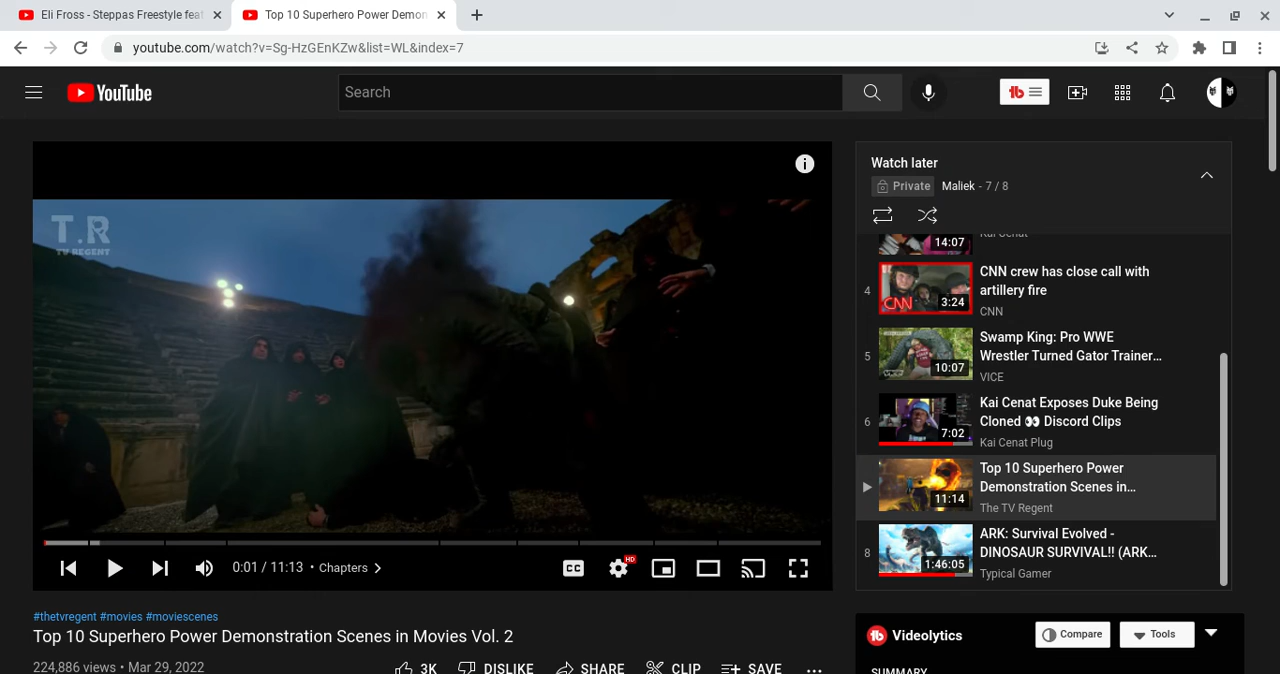 Eli Fross - Steppas Freestyle feat
Top 10 Superhero Power Demon
youtube.com/watch?v=Sg-HzGEnKZw&list=WL&index=7
YouTube
Search
T.R
TV REGENT
Watch later
Private Maliek - 7 / 8
14:07
Kai Cenat
4
3:24
CNN
CNN crew has close call with
artillery fire
CNN
5
10:07
Swamp King: Pro WWE
Wrestler Turned Gator Trainer...
VICE
6
7:02
Kai Cenat Exposes Duke Being
Cloned 👀 Discord Clips
Kai Cenat Plug
11:14
Top 10 Superhero Power
Demonstration Scenes in...
The TV Regent
8
1:46:05
ARK: Survival Evolved -
DINOSAUR SURVIVAL!! (ARK...
Typical Gamer
0:01 / 11:13 • Chapters
CC
HD
#thetvregent #movies #moviescenes
Top 10 Superhero Power Demonstration Scenes in Movies Vol. 2
224,886 views • Mar 29, 2022
3K DISLIKE SHARE CLIP SAVE
Videolytics
Compare
Tools
SUMMARY